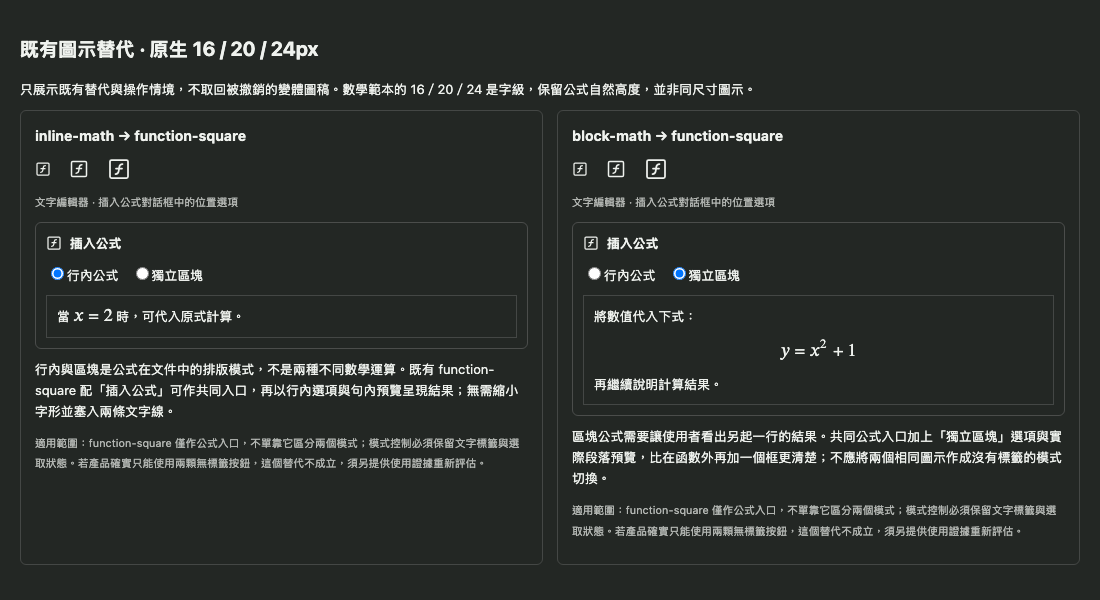 既有圖示替代 · 原生 16 / 20 / 24px
只展示既有替代與操作情境，不取回被撤銷的變體圖稿。數學範本的 16 / 20 / 24 是字級，保留公式自然高度，並非同尺寸圖示。
inline-math → function-square
文字編輯器 · 插入公式對話框中的位置選項
插入公式
行內公式 獨立區塊
當 x = 2 時，可代入原式計算。
行內與區塊是公式在文件中的排版模式，不是兩種不同數學運算。既有 function-
square 配「插入公式」可作共同入口，再以行內選項與句內預覽呈現結果；無需縮小
字形並塞入兩條文字線。
適用範圍：function-square 僅作公式入口，不單靠它區分兩個模式；模式控制必須保留文字標籤與選
取狀態。若產品確實只能使用兩顆無標籤按鈕，這個替代不成立，須另提供使用證據重新評估。
block-math → function-square
文字編輯器 · 插入公式對話框中的位置選項
插入公式
行內公式 獨立區塊
將數值代入下式：
y = x² + 1
再繼續說明計算結果。
區塊公式需要讓使用者看出另起一行的結果。共同公式入口加上「獨立區塊」選項與實
際段落預覽，比在函數外再加一個框更清楚；不應將兩個相同圖示作成沒有標籤的模式
切換。
適用範圍：function-square 僅作公式入口，不單靠它區分兩個模式；模式控制必須保留文字標籤與選
取狀態。若產品確實只能使用兩顆無標籤按鈕，這個替代不成立，須另提供使用證據重新評估。